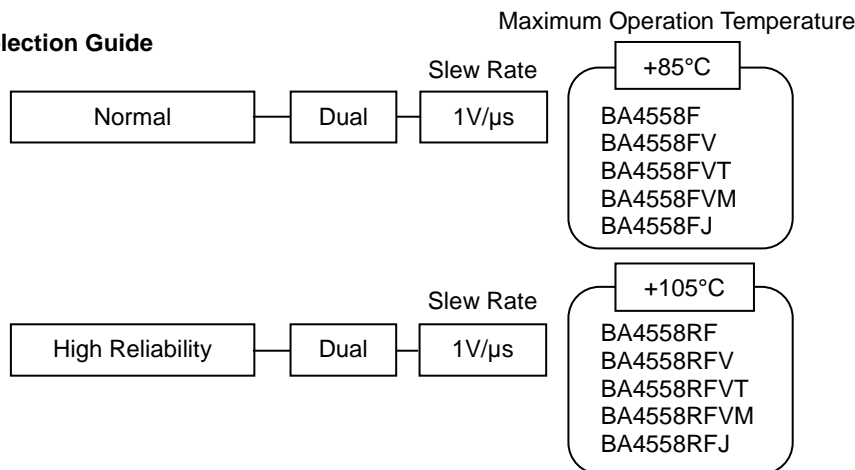 Maximum Operation Temperature
lection Guide
Slew Rate
+85°C
Normal
Dual
1V/µs
BA4558F
BA4558FV
BA4558FVT
BA4558FVM
BA4558FJ
Slew Rate
+105°C
High Reliability
Dual
1V/µs
BA4558RF
BA4558RFV
BA4558RFVT
BA4558RFVM
BA4558RFJ